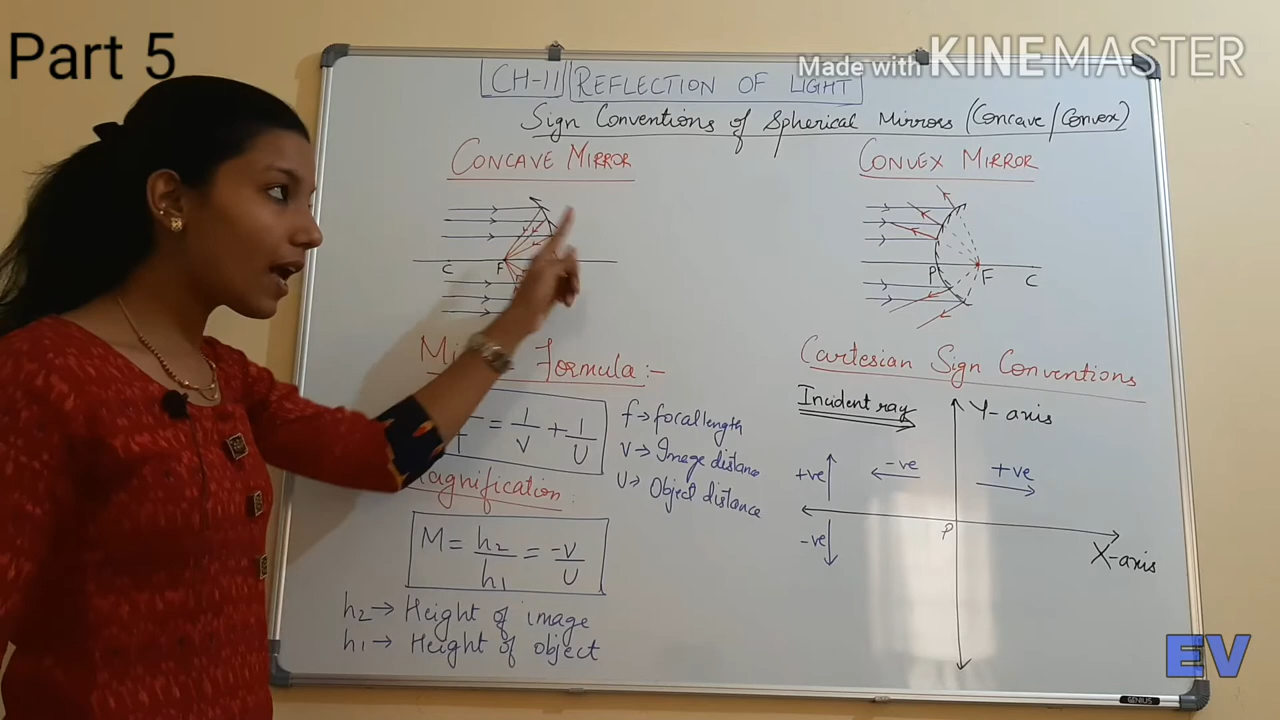 Part 5
Made with KINEMASTER
CH-11 REFLECTION OF LIGHT
Sign Conventions of Spherical Mirrors (Concave/Convex)
CONCAVE MIRROR
C F
CONVEX MIRROR
P F C
Formula:-
= 1/V + 1/U
f→ focal length
V→ Image distance
U→ Object distance
Magnification:
M = h2/h1 = -V/U
h2→ Height of image
h1→ Height of object
Cartesian Sign Conventions
Incident ray
Y-axis
+ve -ve +ve
-ve
P
X-axis
GENIUS
EV